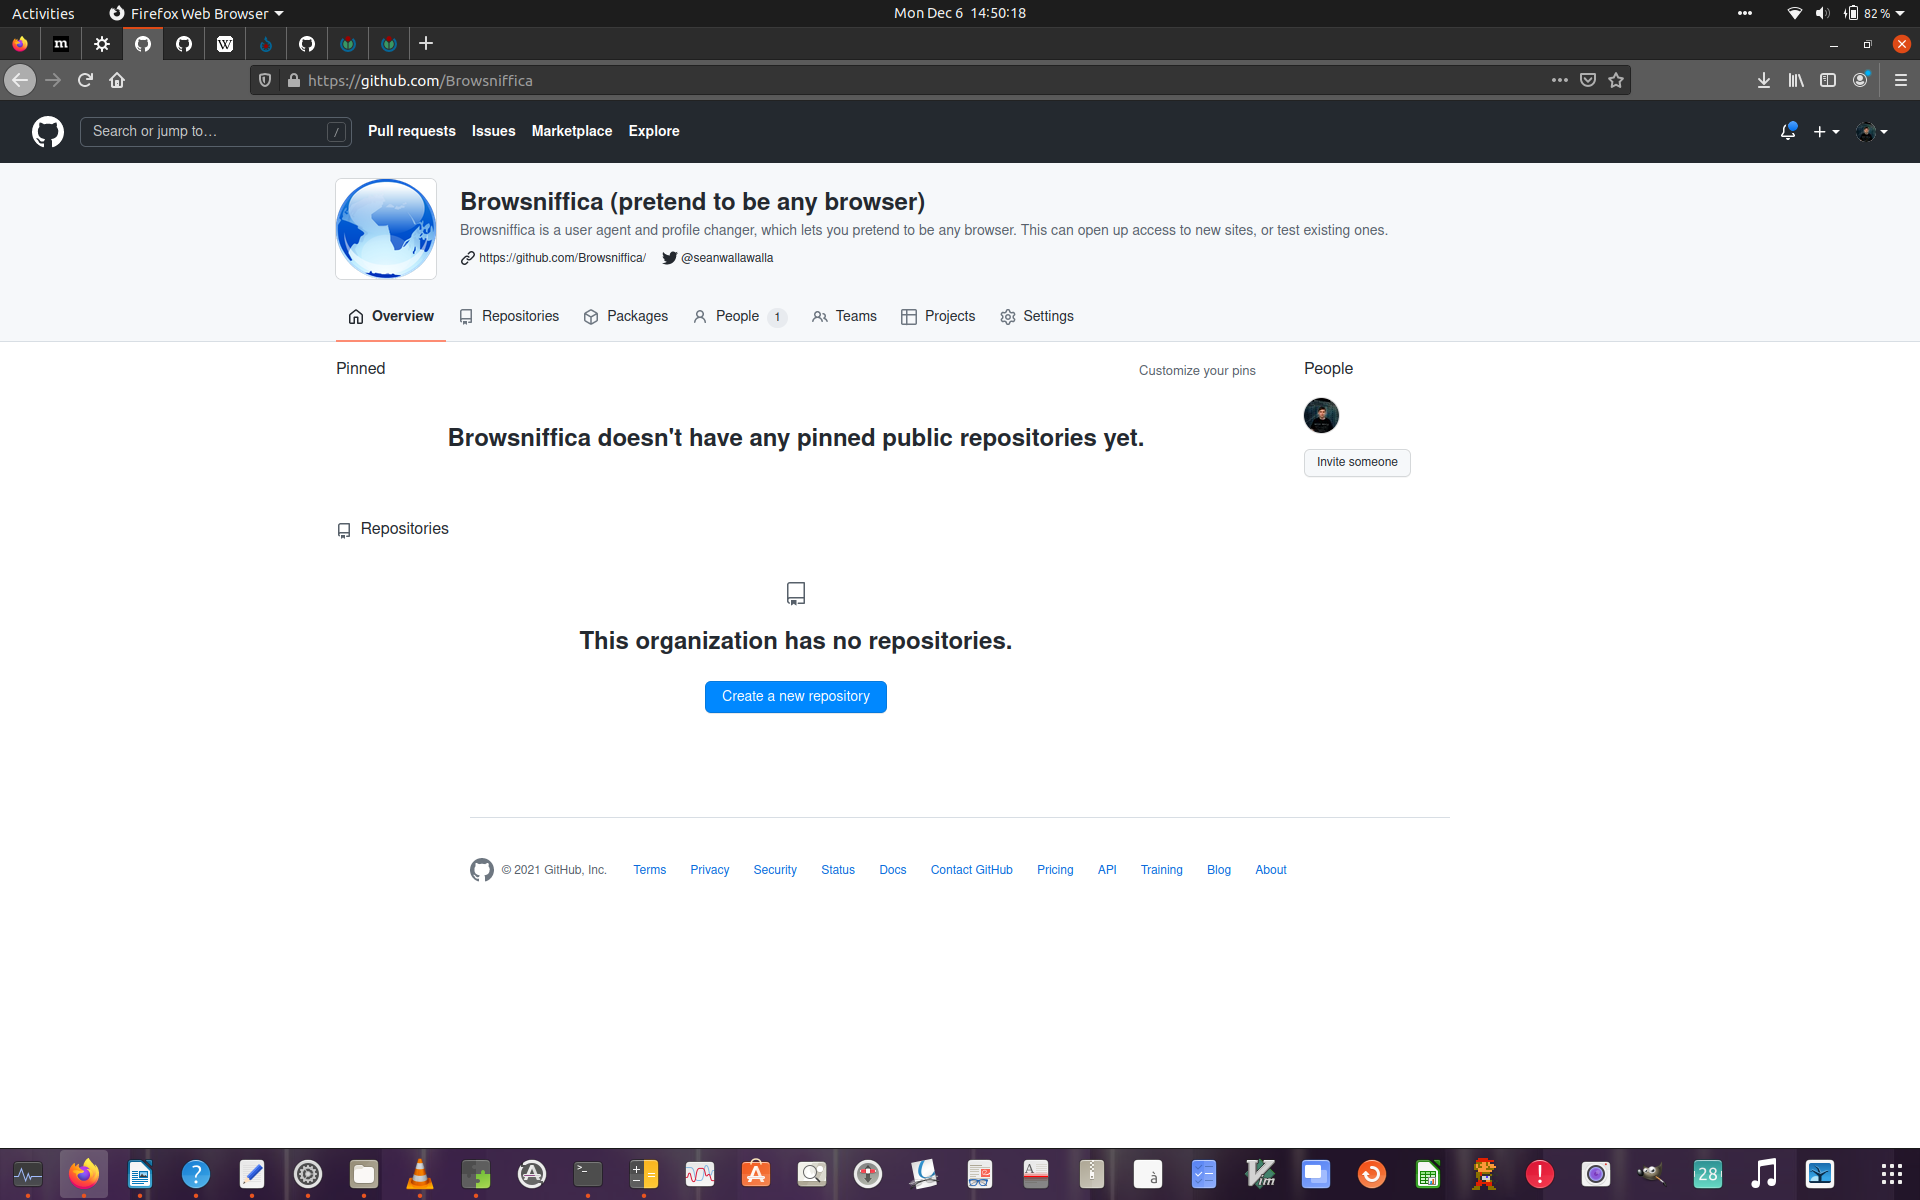 Activities Firefox Web Browser Mon Dec 6 14:50:18 82 %
https://github.com/Browsniffica
Search or jump to… / Pull requests Issues Marketplace Explore
Browsniffica (pretend to be any browser)
Browsniffica is a user agent and profile changer, which lets you pretend to be any browser. This can open up access to new sites, or test existing ones.
https://github.com/Browsniffica/ @seanwallawalla
Overview Repositories Packages People 1 Teams Projects Settings
Pinned Customize your pins People
Browsniffica doesn't have any pinned public repositories yet.
Invite someone
Repositories
This organization has no repositories.
Create a new repository
© 2021 GitHub, Inc. Terms Privacy Security Status Docs Contact GitHub Pricing API Training Blog About
28